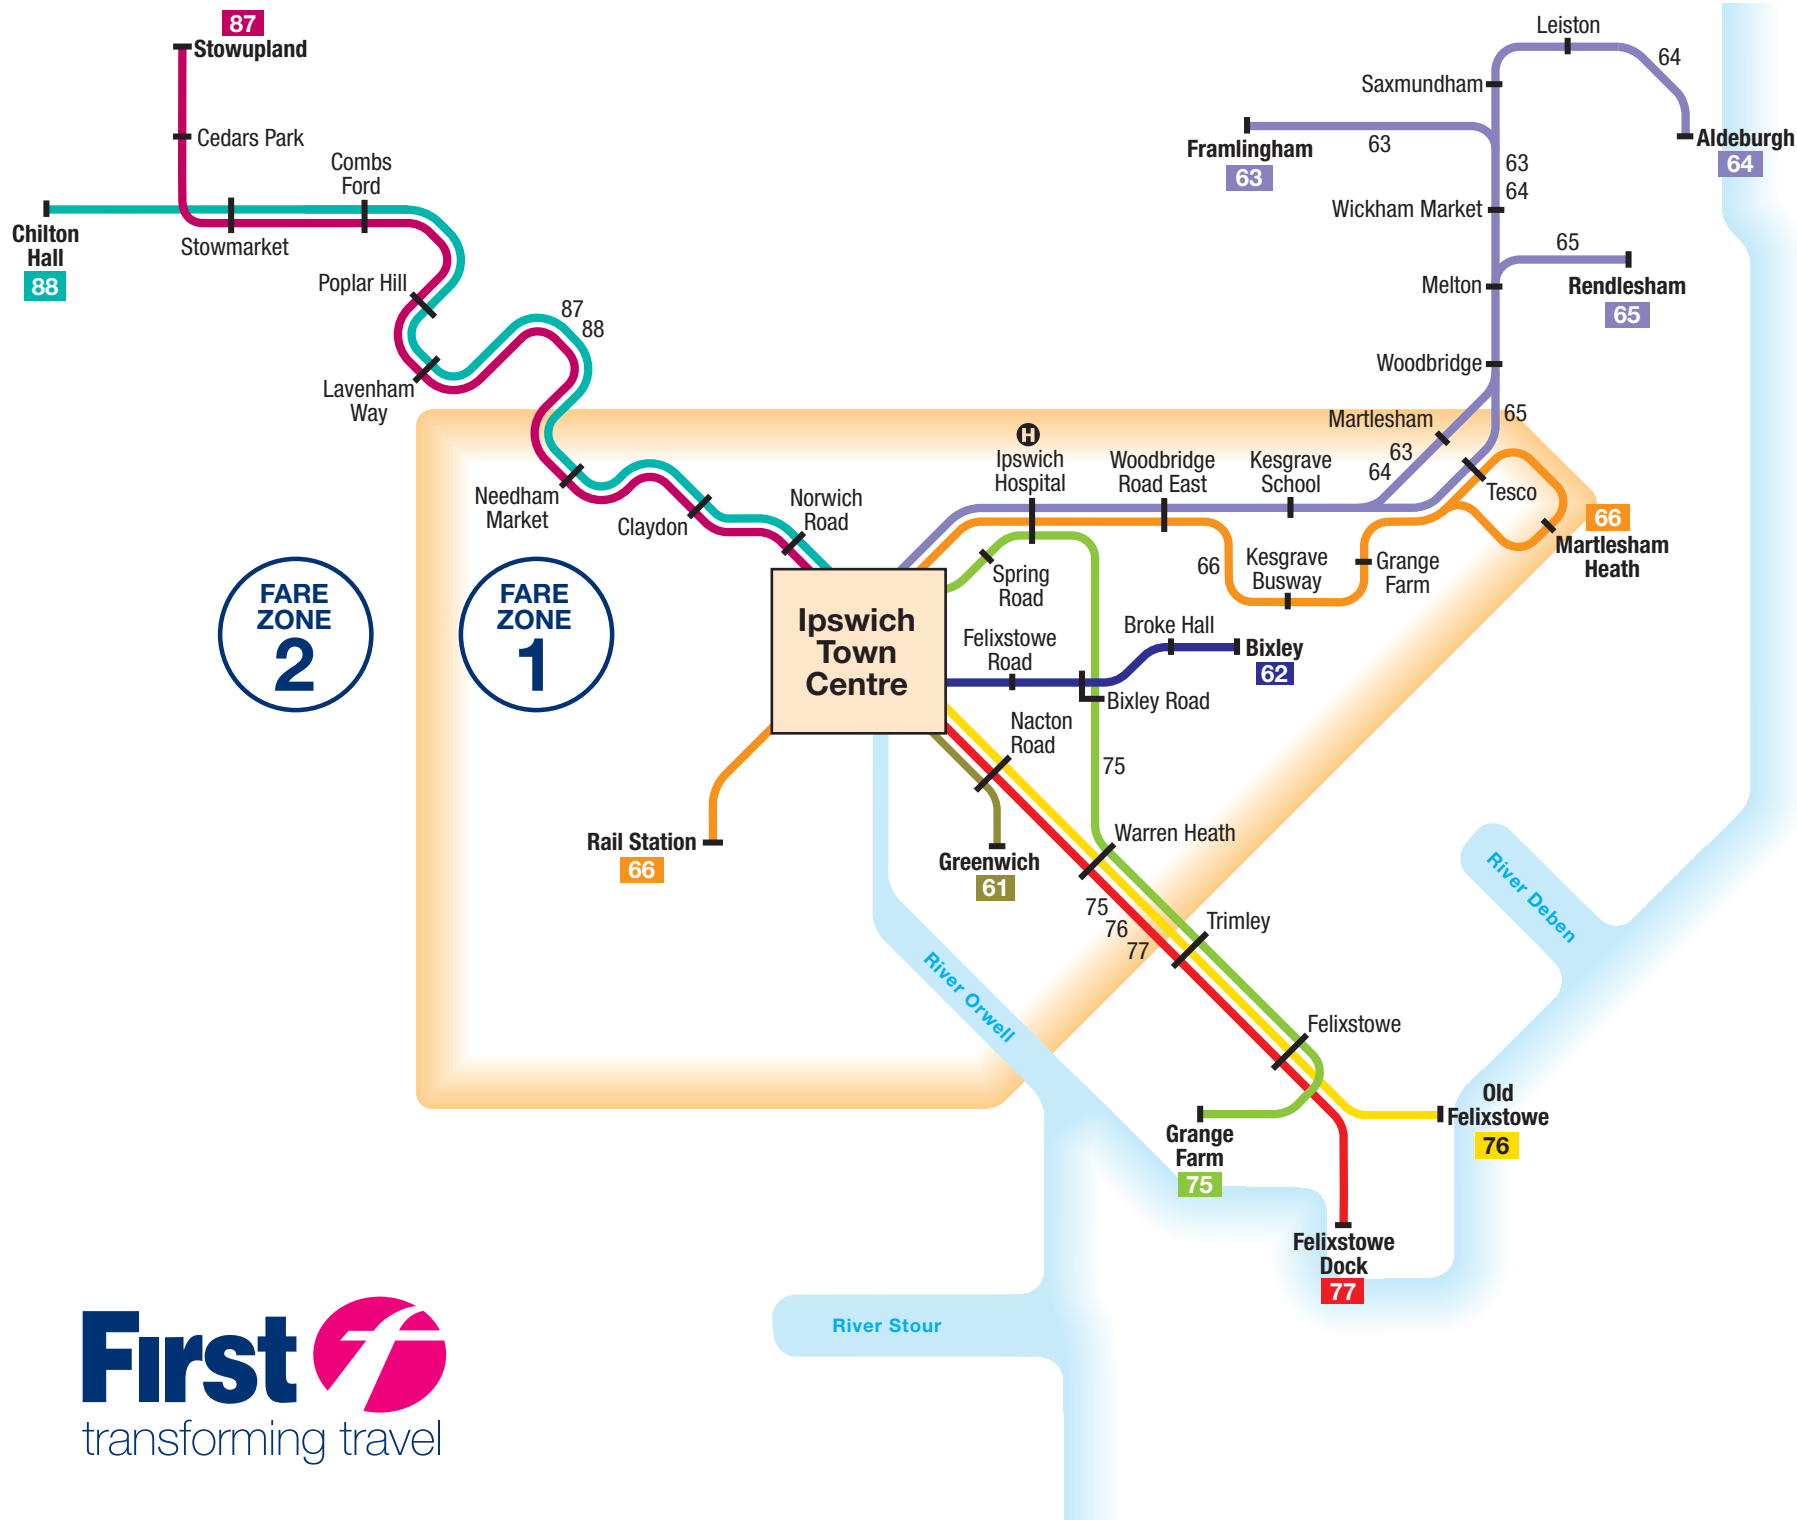 87
Stowupland
Cedars Park
Combs
Ford
Chilton
Hall
88
Stowmarket
Poplar Hill
87
88
Lavenham
Way
Needham
Market
Claydon
Norwich
Road
Leiston
64
Saxmundham
Aldeburgh
64
Framlingham
63
63
63
64
Wickham Market
65
Melton
Rendlesham
65
Woodbridge
65
Martlesham
63
64
H
Ipswich
Hospital
Woodbridge
Road East
Kesgrave
School
Tesco
66
Martlesham
Heath
66
Kesgrave
Busway
Grange
Farm
Spring
Road
FARE
ZONE
2
FARE
ZONE
1
Ipswich
Town
Centre
Felixstowe
Road
Broke Hall
Bixley
62
Bixley Road
Nacton
Road
75
Rail Station
66
Greenwich
61
Warren Heath
75
76
77
Trimley
River Deben
River Orwell
Felixstowe
Old
Felixstowe
76
Grange
Farm
75
Felixstowe
Dock
77
River Stour
First
transforming travel